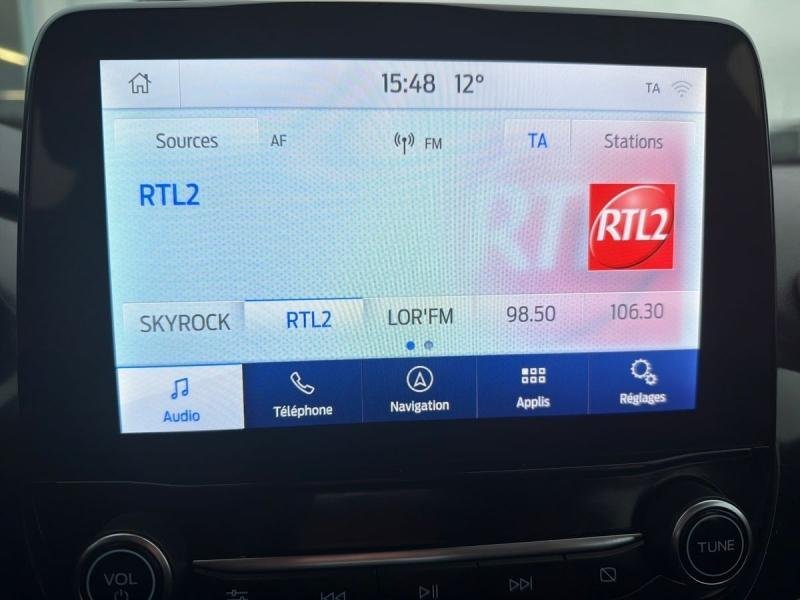 15:48 12° TA
Sources AF FM TA Stations
RTL2
RTL2
SKYROCK RTL2 LOR'FM 98.50 106.30
Audio Téléphone Navigation Applis Réglages
VOL TUNE